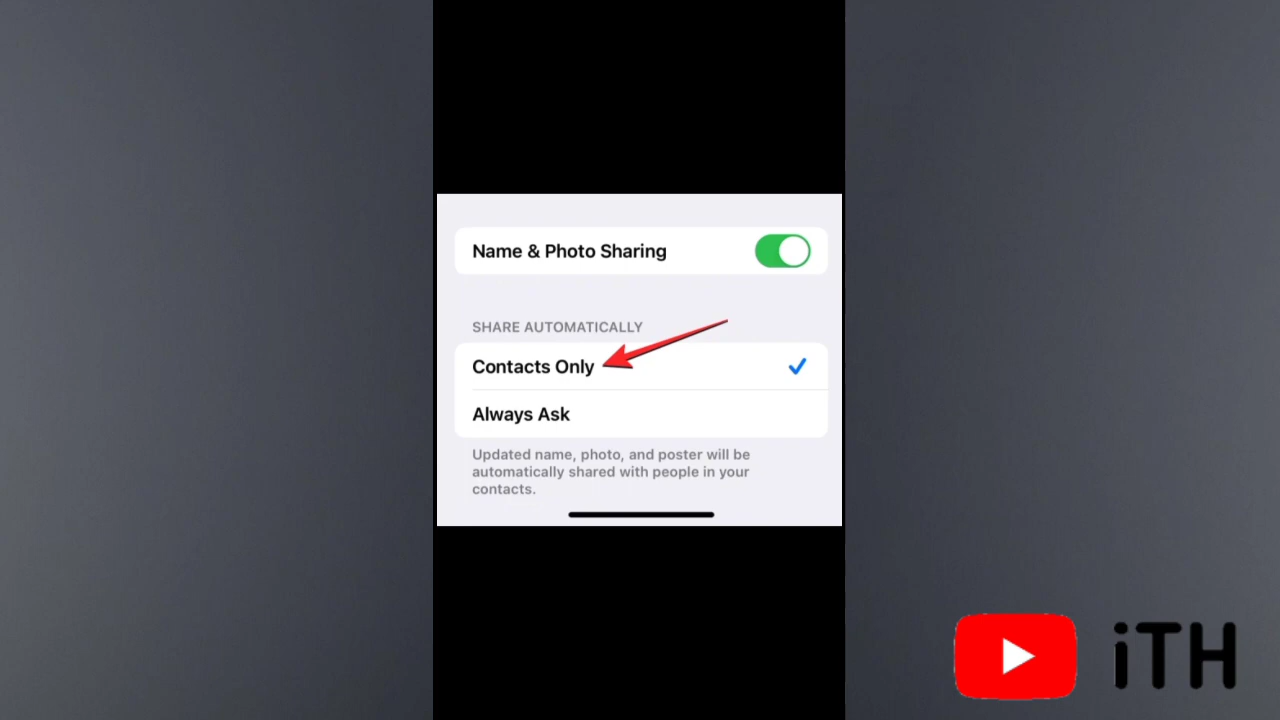 Name & Photo Sharing
SHARE AUTOMATICALLY
Contacts Only
Always Ask
Updated name, photo, and poster will be
automatically shared with people in your
contacts.
iTH